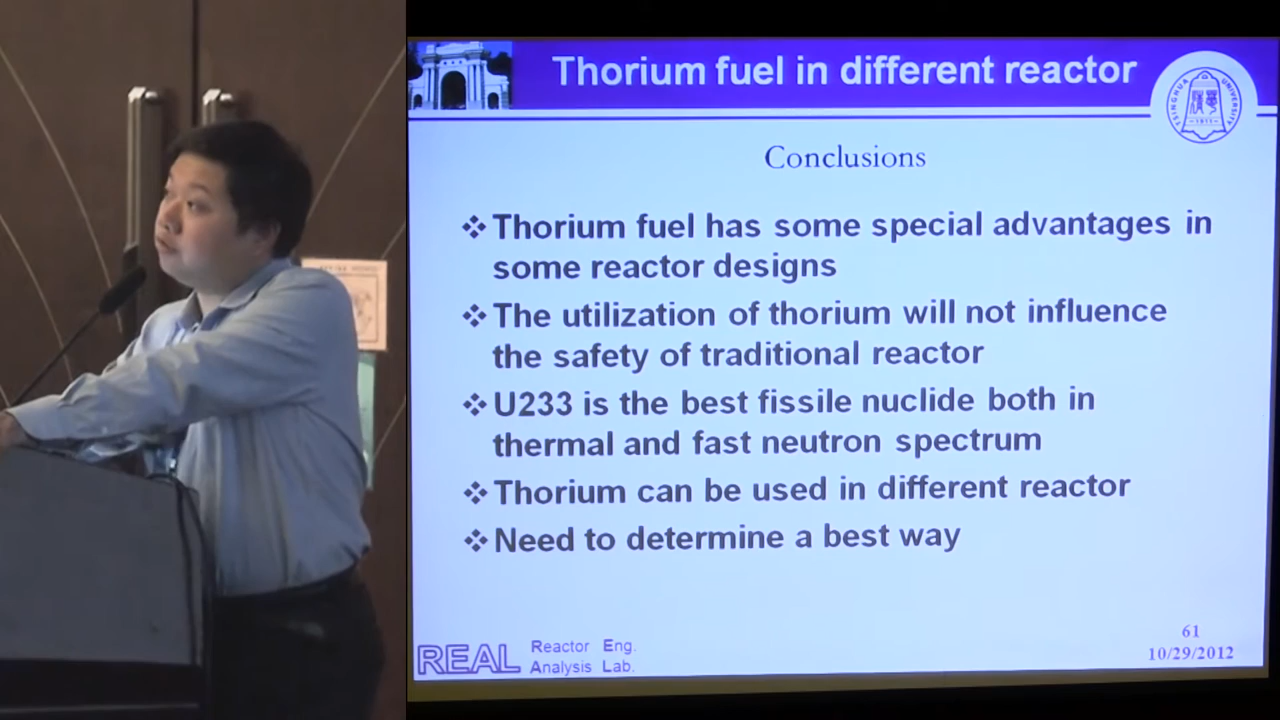 Thorium fuel in different reactor
TSINGHUA UNIVERSITY
1911
Conclusions
❖ Thorium fuel has some special advantages in
some reactor designs
❖ The utilization of thorium will not influence
the safety of traditional reactor
❖ U233 is the best fissile nuclide both in
thermal and fast neutron spectrum
❖ Thorium can be used in different reactor
❖ Need to determine a best way
REAL
Reactor Eng.
Analysis Lab.
61
10/29/2012